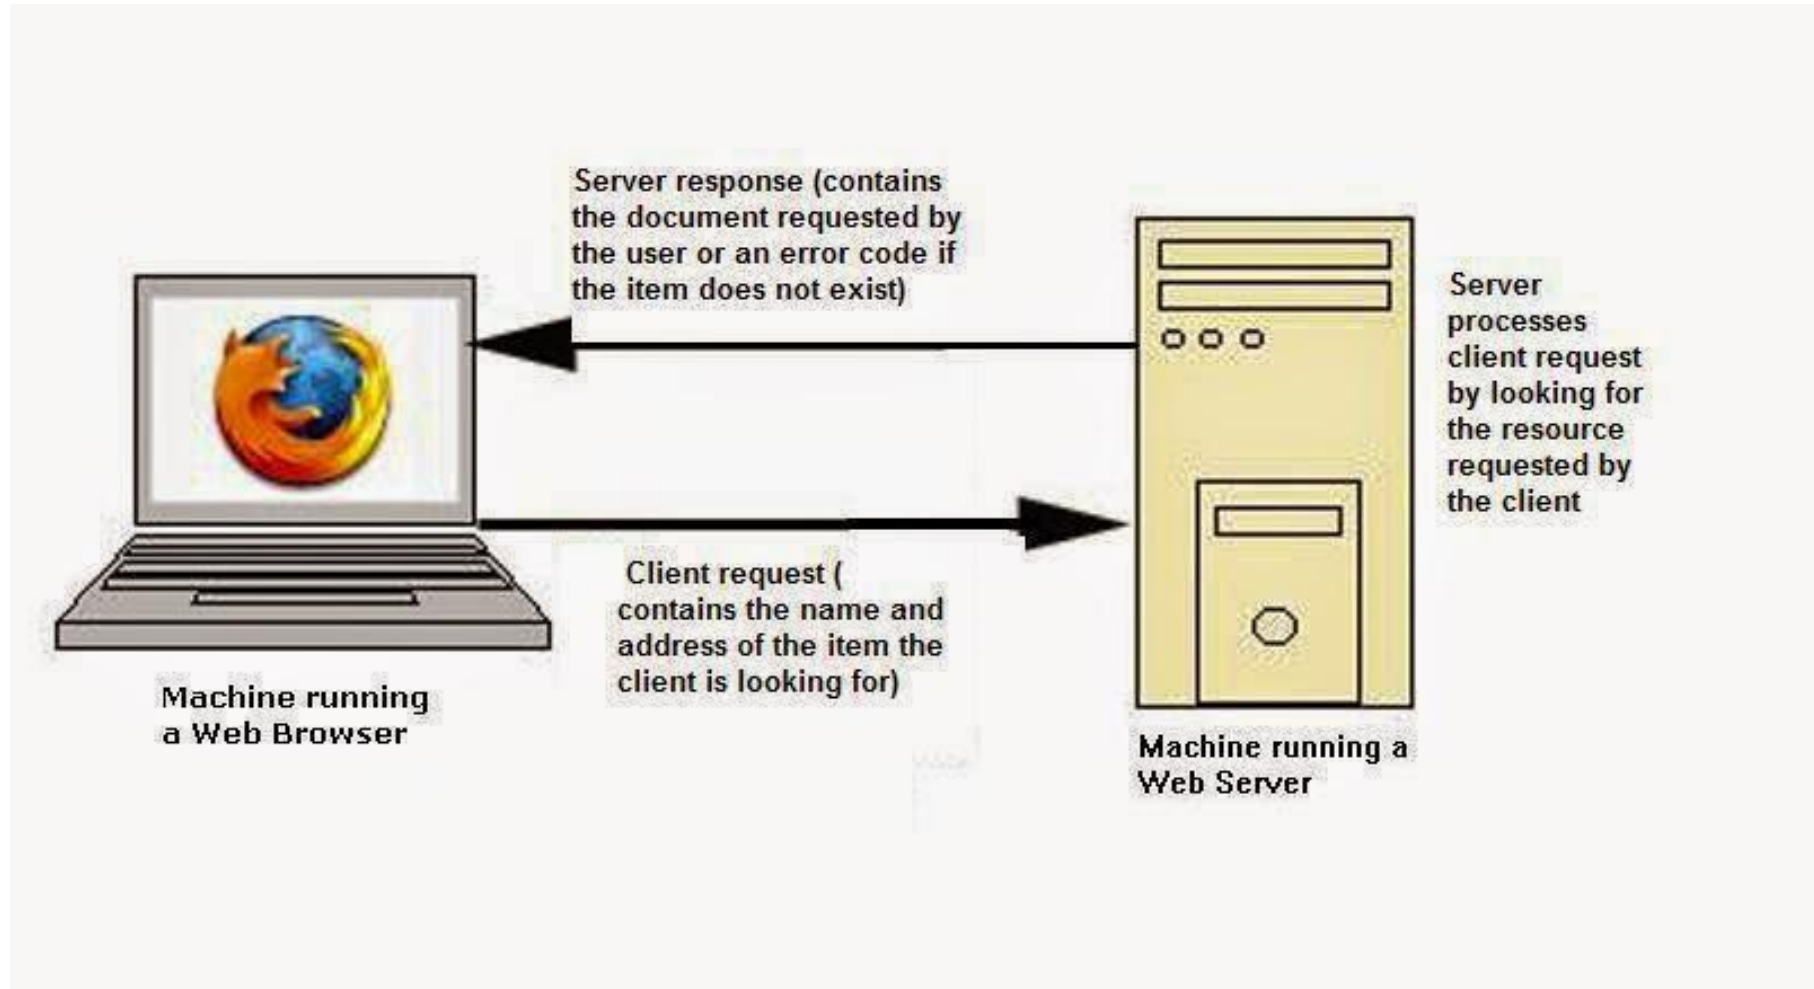 Server response (contains
the document requested by
the user or an error code if
the item does not exist)
Server
processes
client request
by looking for
the resource
requested by
the client
Client request (
contains the name and
address of the item the
client is looking for)
Machine running
a Web Browser
Machine running a
Web Server